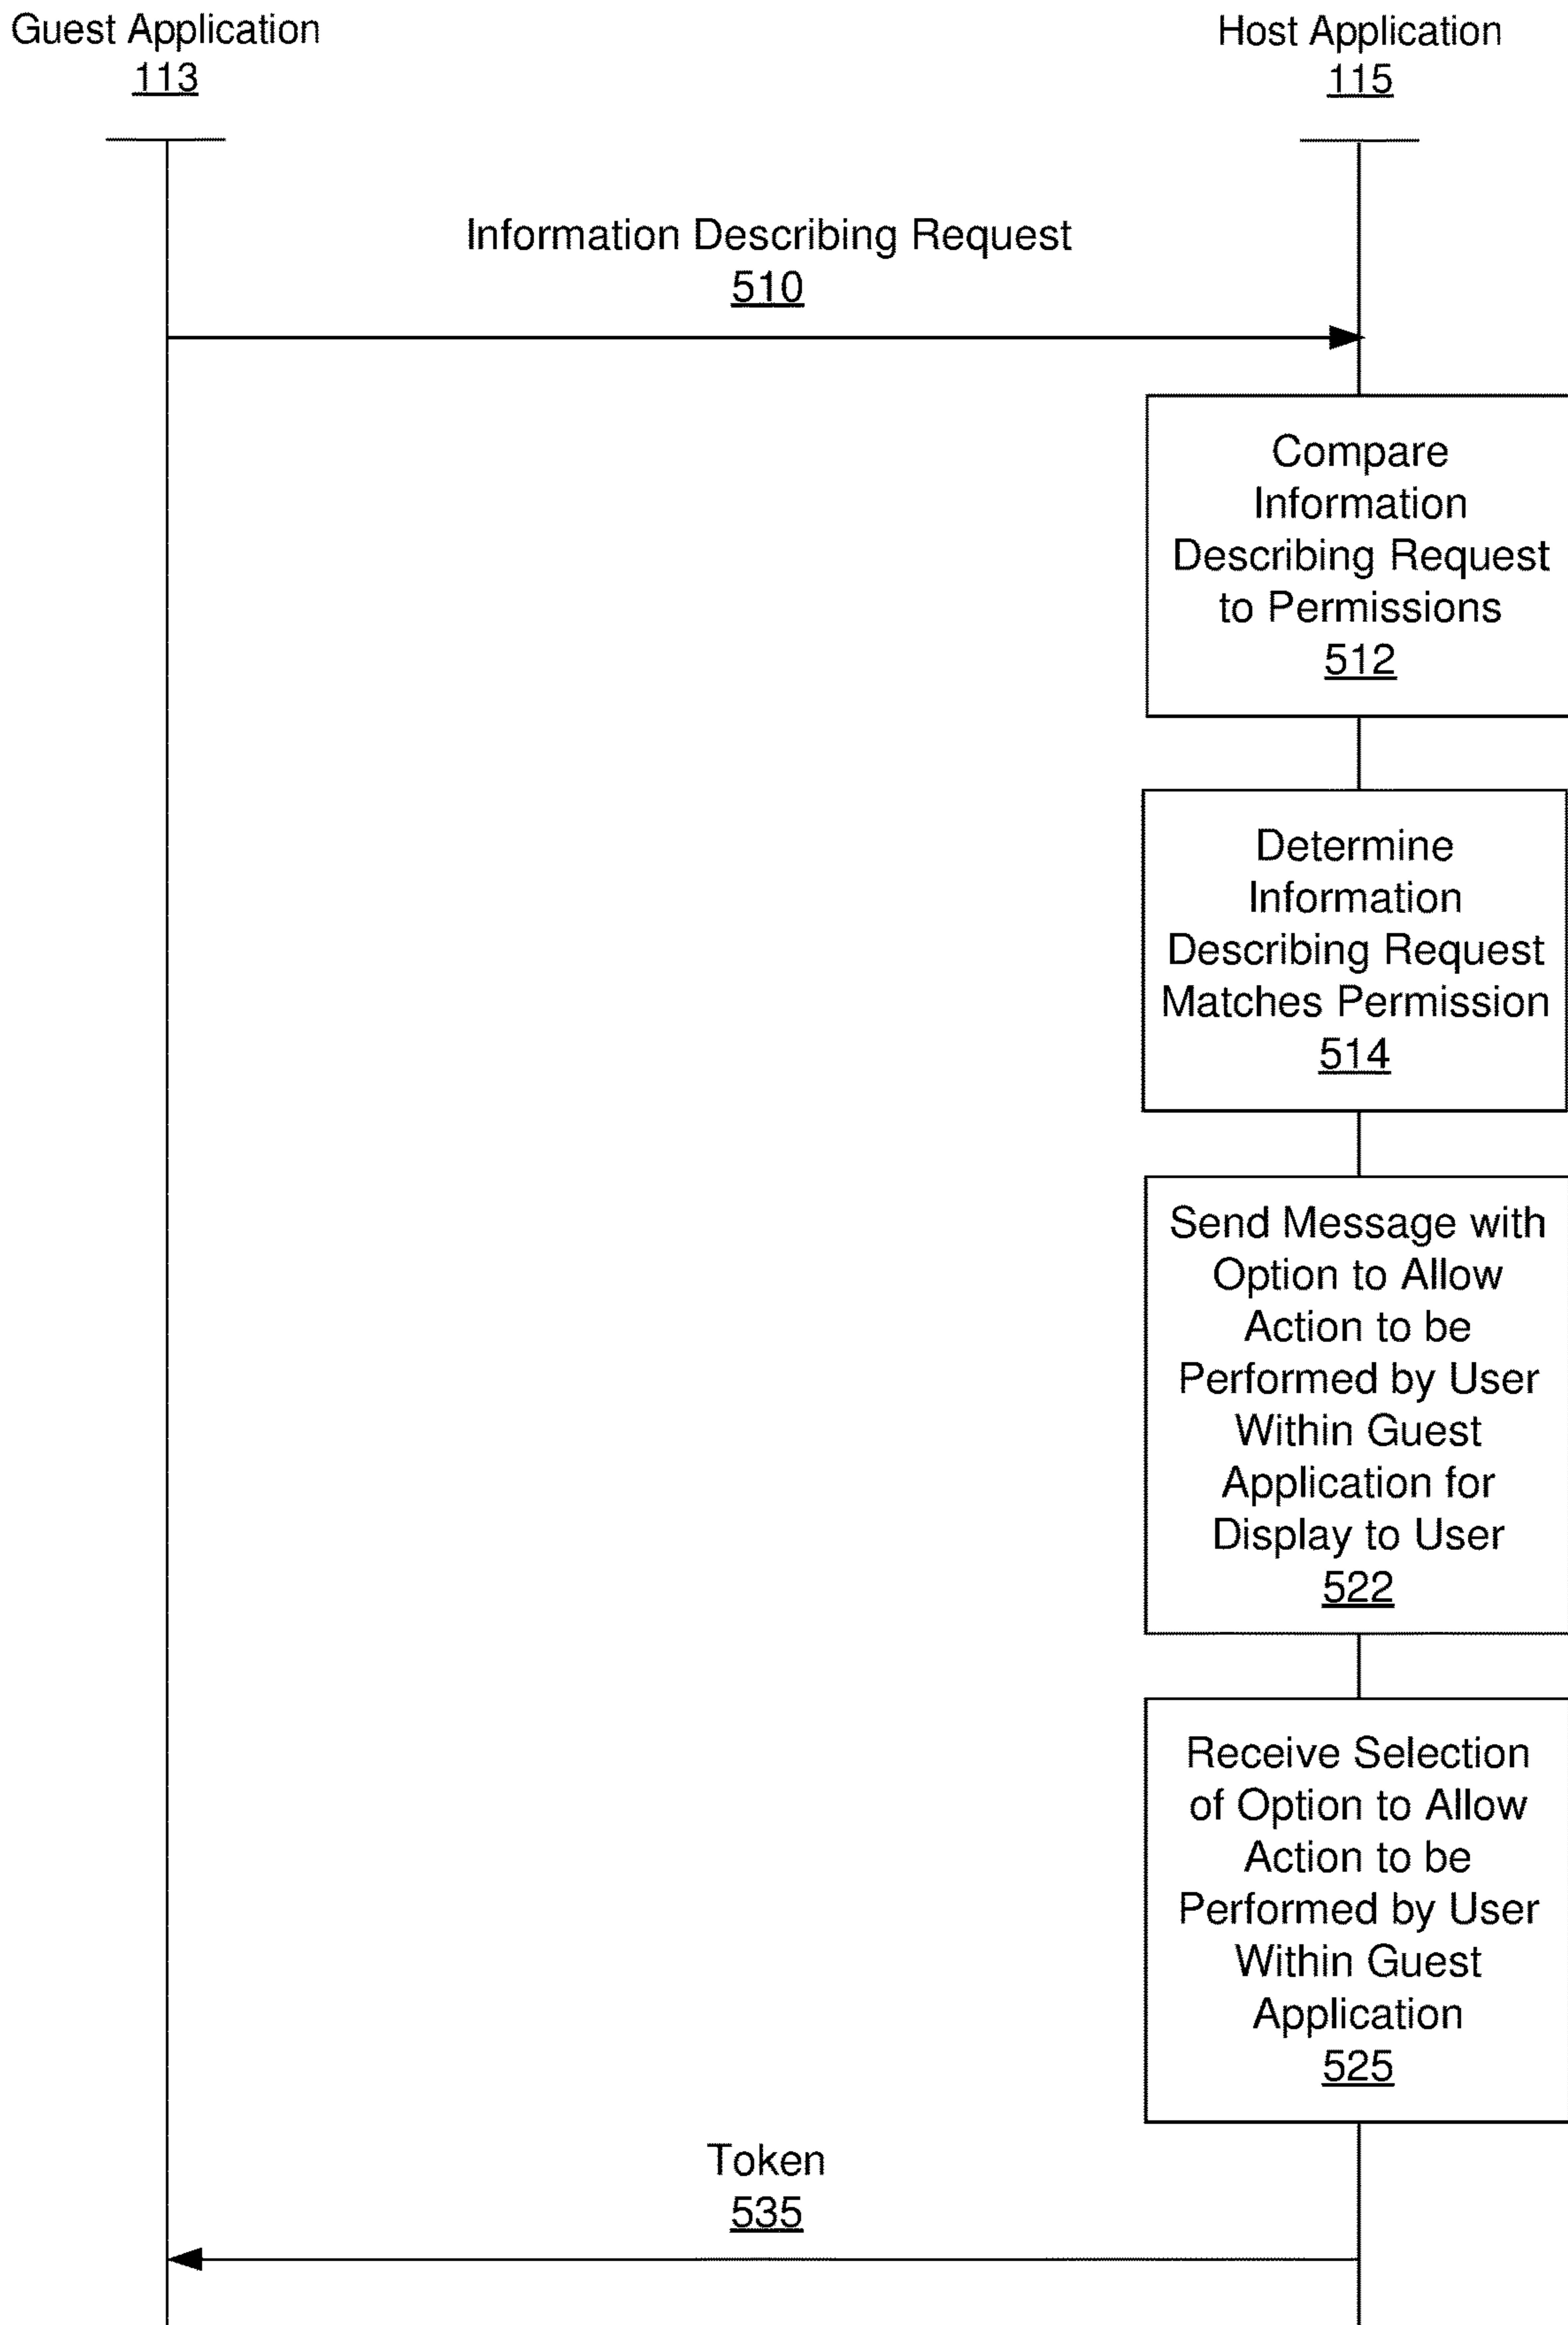 Guest Application
113
Host Application
115
Information Describing Request
510
Compare
Information
Describing Request
to Permissions
512
Determine
Information
Describing Request
Matches Permission
514
Send Message with
Option to Allow
Action to be
Performed by User
Within Guest
Application for
Display to User
522
Receive Selection
of Option to Allow
Action to be
Performed by User
Within Guest
Application
525
Token
535